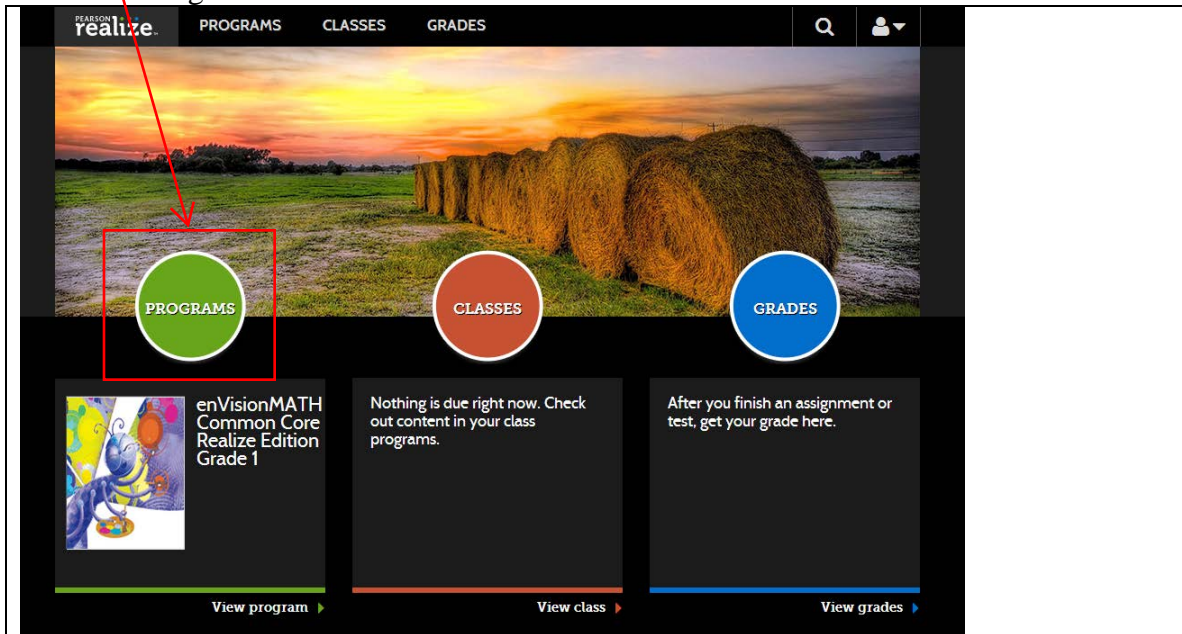 PEARSON
realize.
PROGRAMS
CLASSES
GRADES
PROGRAMS
CLASSES
GRADES
enVisionMATH
Common Core
Realize Edition
Grade 1
Nothing is due right now. Check
out content in your class
programs.
After you finish an assignment or
test, get your grade here.
View program
View class
View grades